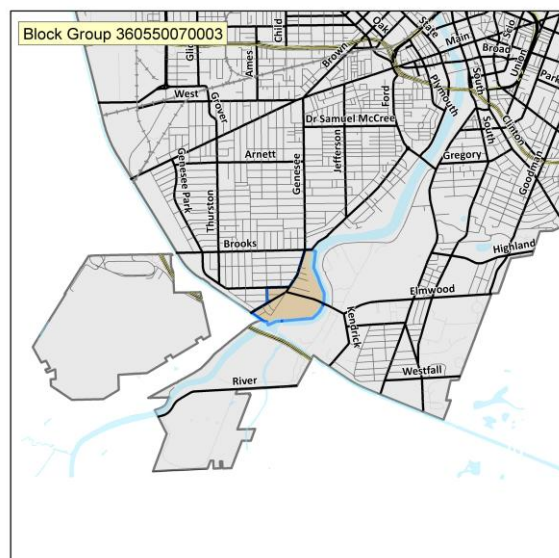 Block Group 360550070003
Child
Oak
State
Scio
Main
Glid
Ames
Brown
Broad
Union
Park
West
Grover
Ford
Plymouth
South
Clinton
Dr Samuel McCree
South
Goodman
Genesee Park
Arnett
Genesee
Jefferson
Gregory
Thurston
Brooks
Highland
Elmwood
Kendrick
Westfall
River